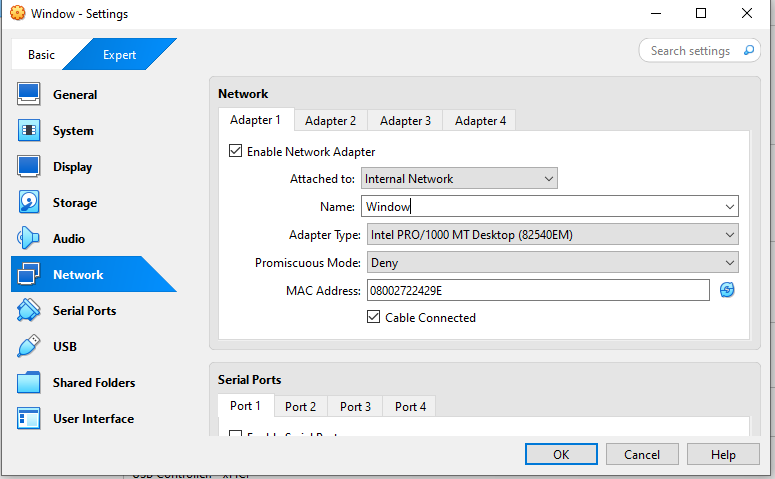 Window - Settings
Basic Expert
Search settings
General
System
Display
Storage
Audio
Network
Serial Ports
USB
Shared Folders
User Interface
Network
Adapter 1 Adapter 2 Adapter 3 Adapter 4
Enable Network Adapter
Attached to: Internal Network
Name: Window
Adapter Type: Intel PRO/1000 MT Desktop (82540EM)
Promiscuous Mode: Deny
MAC Address: 08002722429E
Cable Connected
Serial Ports
Port 1 Port 2 Port 3 Port 4
OK Cancel Help